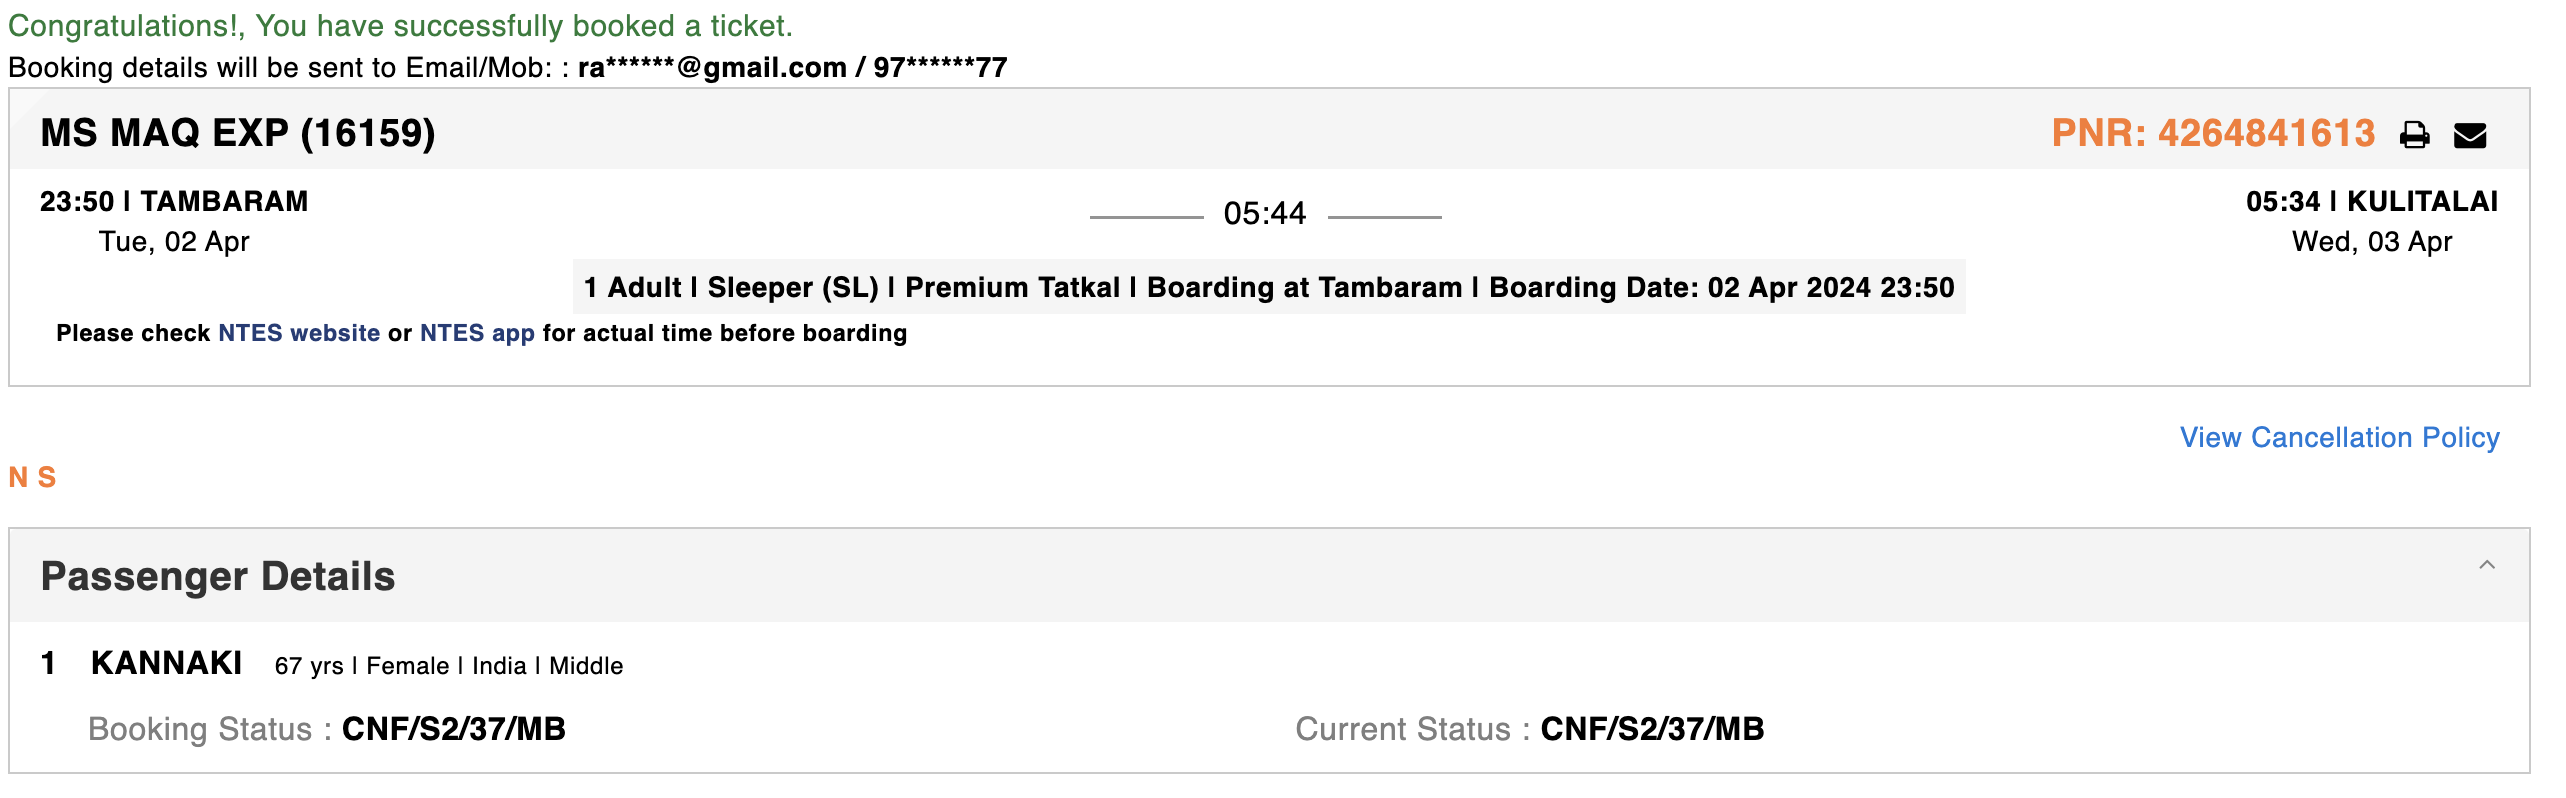 Congratulations!, You have successfully booked a ticket.
Booking details will be sent to Email/Mob: : ra******@gmail.com / 97******77
MS MAQ EXP (16159)
PNR: 4264841613
23:50 | TAMBARAM
05:44
05:34 | KULITALAI
Tue, 02 Apr
Wed, 03 Apr
1 Adult | Sleeper (SL) | Premium Tatkal | Boarding at Tambaram | Boarding Date: 02 Apr 2024 23:50
Please check NTES website or NTES app for actual time before boarding
View Cancellation Policy
N S
Passenger Details
1 KANNAKI 67 yrs | Female | India | Middle
Booking Status : CNF/S2/37/MB
Current Status : CNF/S2/37/MB